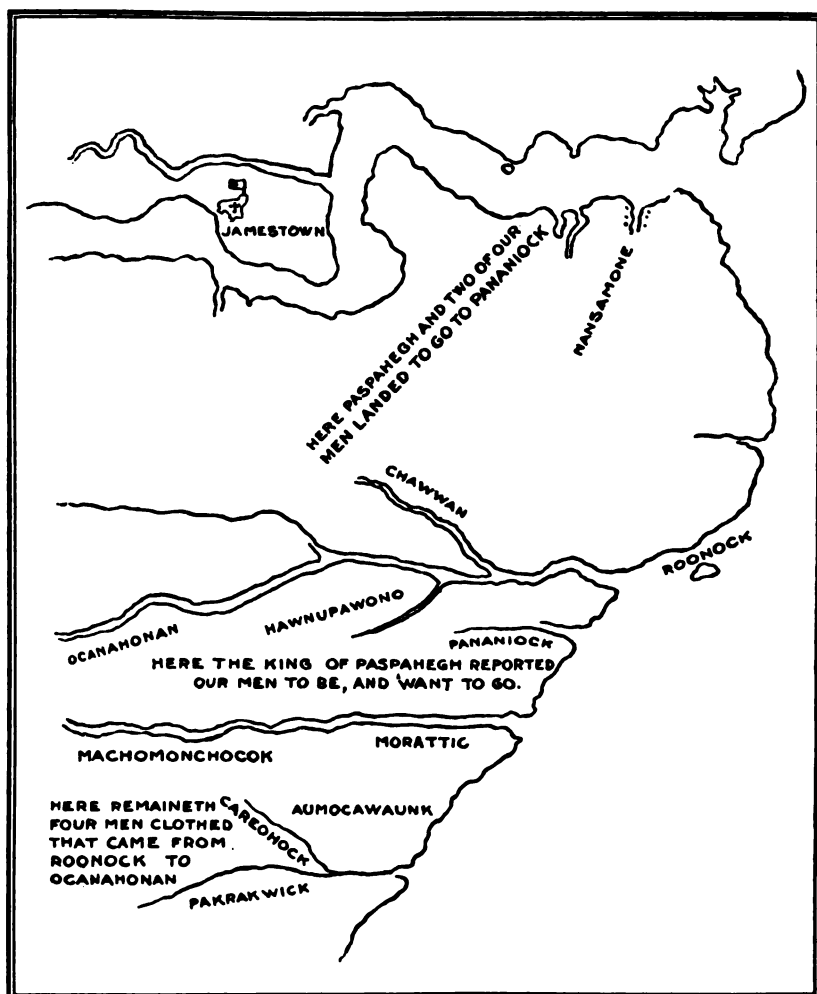 JAMESTOWN
HERE PASPAHEGH AND TWO OF OUR
MEN LANDED TO GO TO PANANIOCK
NANSAMONE
CHAWWAN
ROONOCK
OCANAHONAN
HAWNUPAWONO
PANANIOCK
HERE THE KING OF PASPAHEGH REPORTED
OUR MEN TO BE, AND WANT TO GO.
MACHOMONCHOCOK
MORATTIC
HERE REMAINETH
FOUR MEN CLOTHED
THAT CAME FROM
ROONOCK TO
OCANAHONAN
CAREOHOCK
AUMOCAWAUNK
PAKRAKWICK